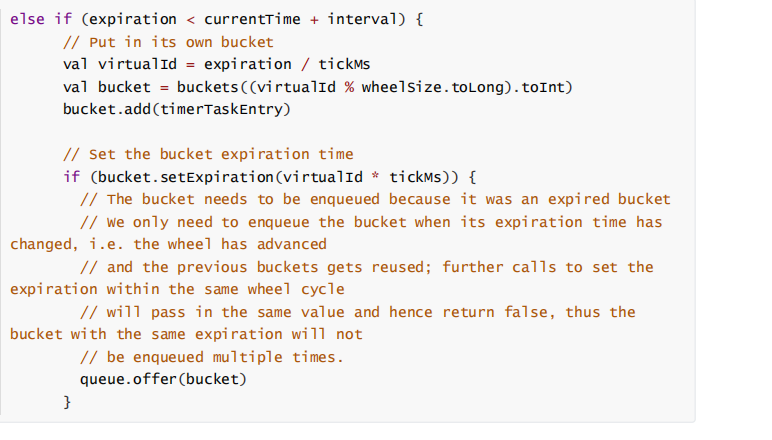 else if (expiration < currentTime + interval) {
// Put in its own bucket
val virtualId = expiration / tickMs
val bucket = buckets((virtualId % wheelSize.toLong).toInt)
bucket.add(timerTaskEntry)
// Set the bucket expiration time
if (bucket.setExpiration(virtualId * tickMs)) {
// The bucket needs to be enqueued because it was an expired bucket
// We only need to enqueue the bucket when its expiration time has
changed, i.e. the wheel has advanced
// and the previous buckets gets reused; further calls to set the
expiration within the same wheel cycle
// will pass in the same value and hence return false, thus the
bucket with the same expiration will not
// be enqueued multiple times.
queue.offer(bucket)
}